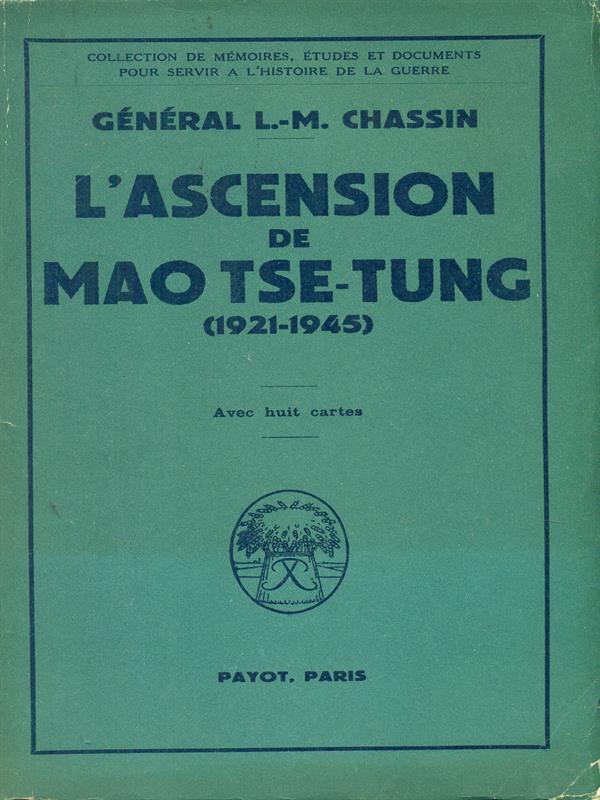 COLLECTION DE MÉMOIRES, ÉTUDES ET DOCUMENTS
POUR SERVIR A L'HISTOIRE DE LA GUERRE
GÉNÉRAL L.-M. CHASSIN
L'ASCENSION
DE
MAO TSE-TUNG
(1921-1945)
Avec huit cartes
PAYOT, PARIS